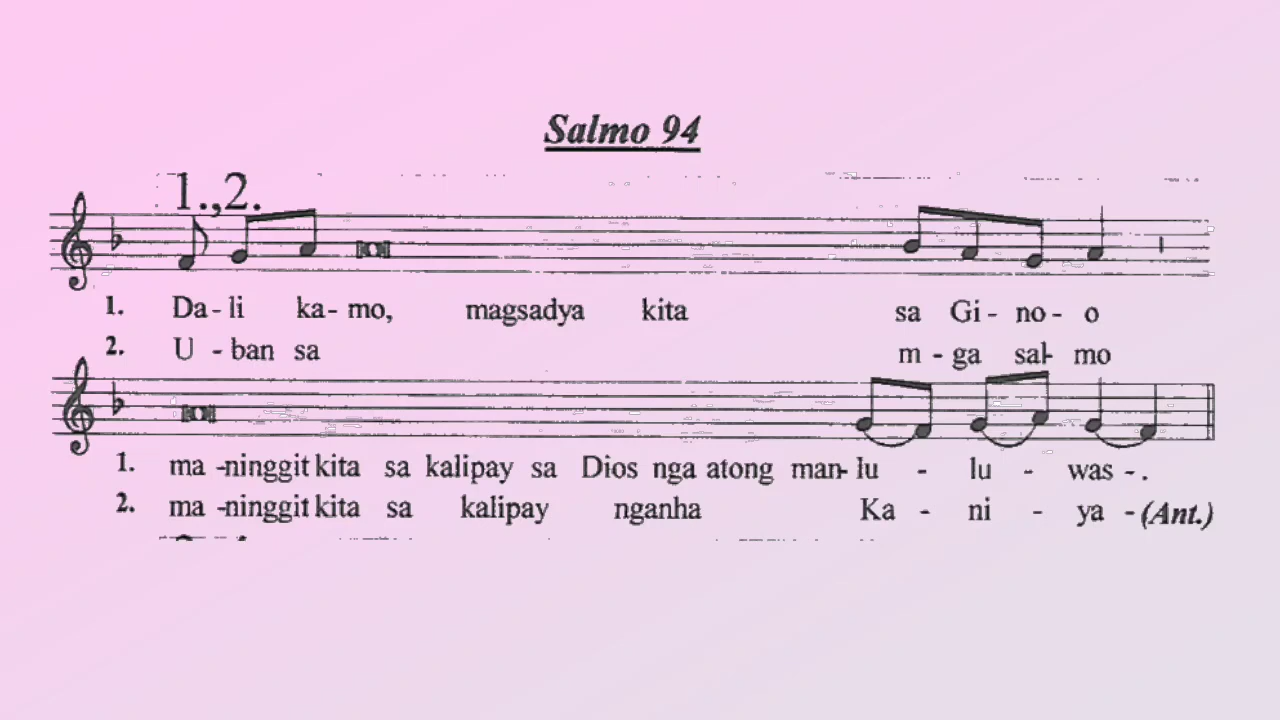 Salmo 94
1.,2.
1. Da - li ka - mo, magsadya kita sa Gi - no - o
2. U - ban sa m - ga sal- mo
1. ma -ninggit kita sa kalipay sa Dios nga atong man- lu - lu - was - .
2. ma -ninggit kita sa kalipay nganha Ka - ni - ya - (Ant.)